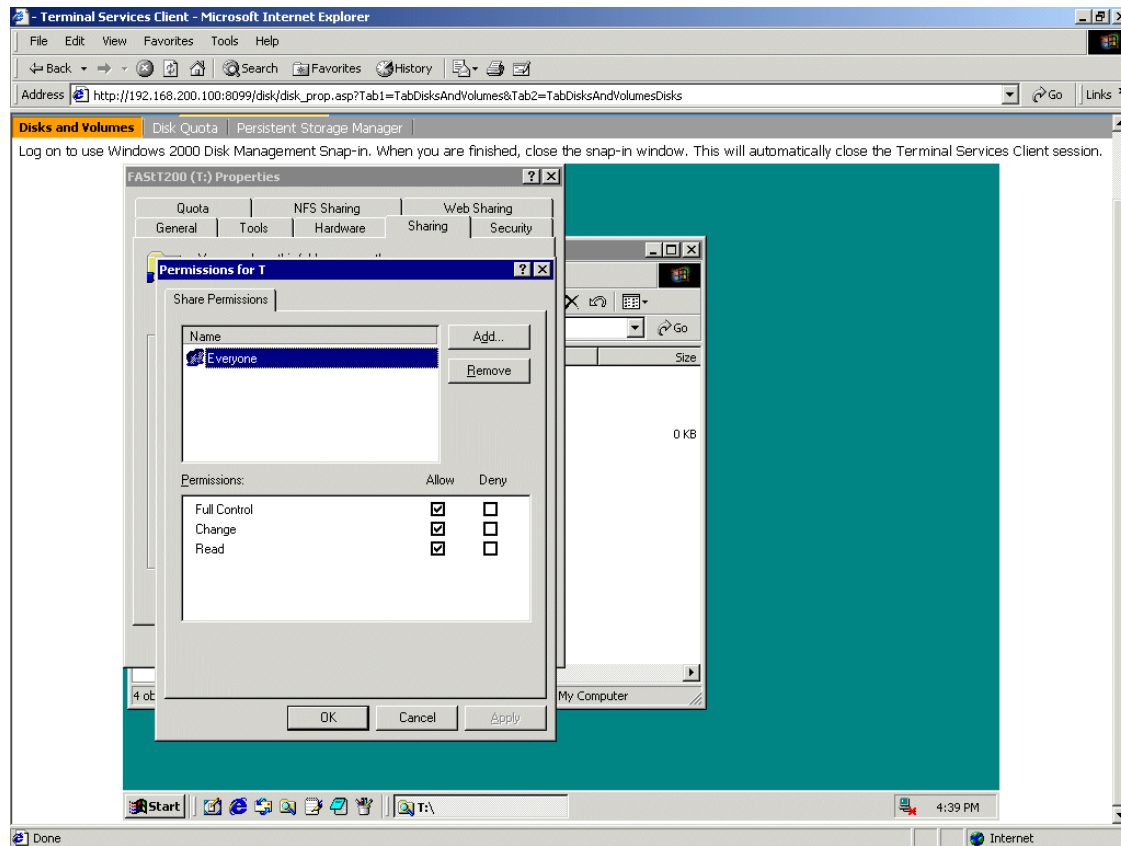 - Terminal Services Client - Microsoft Internet Explorer
File Edit View Favorites Tools Help
Back Search Favorites History
Address http://192.168.200.100:8099/disk/disk_prop.asp?Tab1=TabDisksAndVolumes&Tab2=TabDisksAndVolumesDisks Go Links
Disks and Volumes Disk Quota Persistent Storage Manager
Log on to use Windows 2000 Disk Management Snap-in. When you are finished, close the snap-in window. This will automatically close the Terminal Services Client session.
FAStT200 (T:) Properties
Quota NFS Sharing Web Sharing
General Tools Hardware Sharing Security
Permissions for T
Share Permissions
Name Add...
Everyone
Remove
Go
Size
0 KB
Permissions: Allow Deny
Full Control
Change
Read
4 ob My Computer
OK Cancel Apply
Start T:\ 4:39 PM
Done Internet